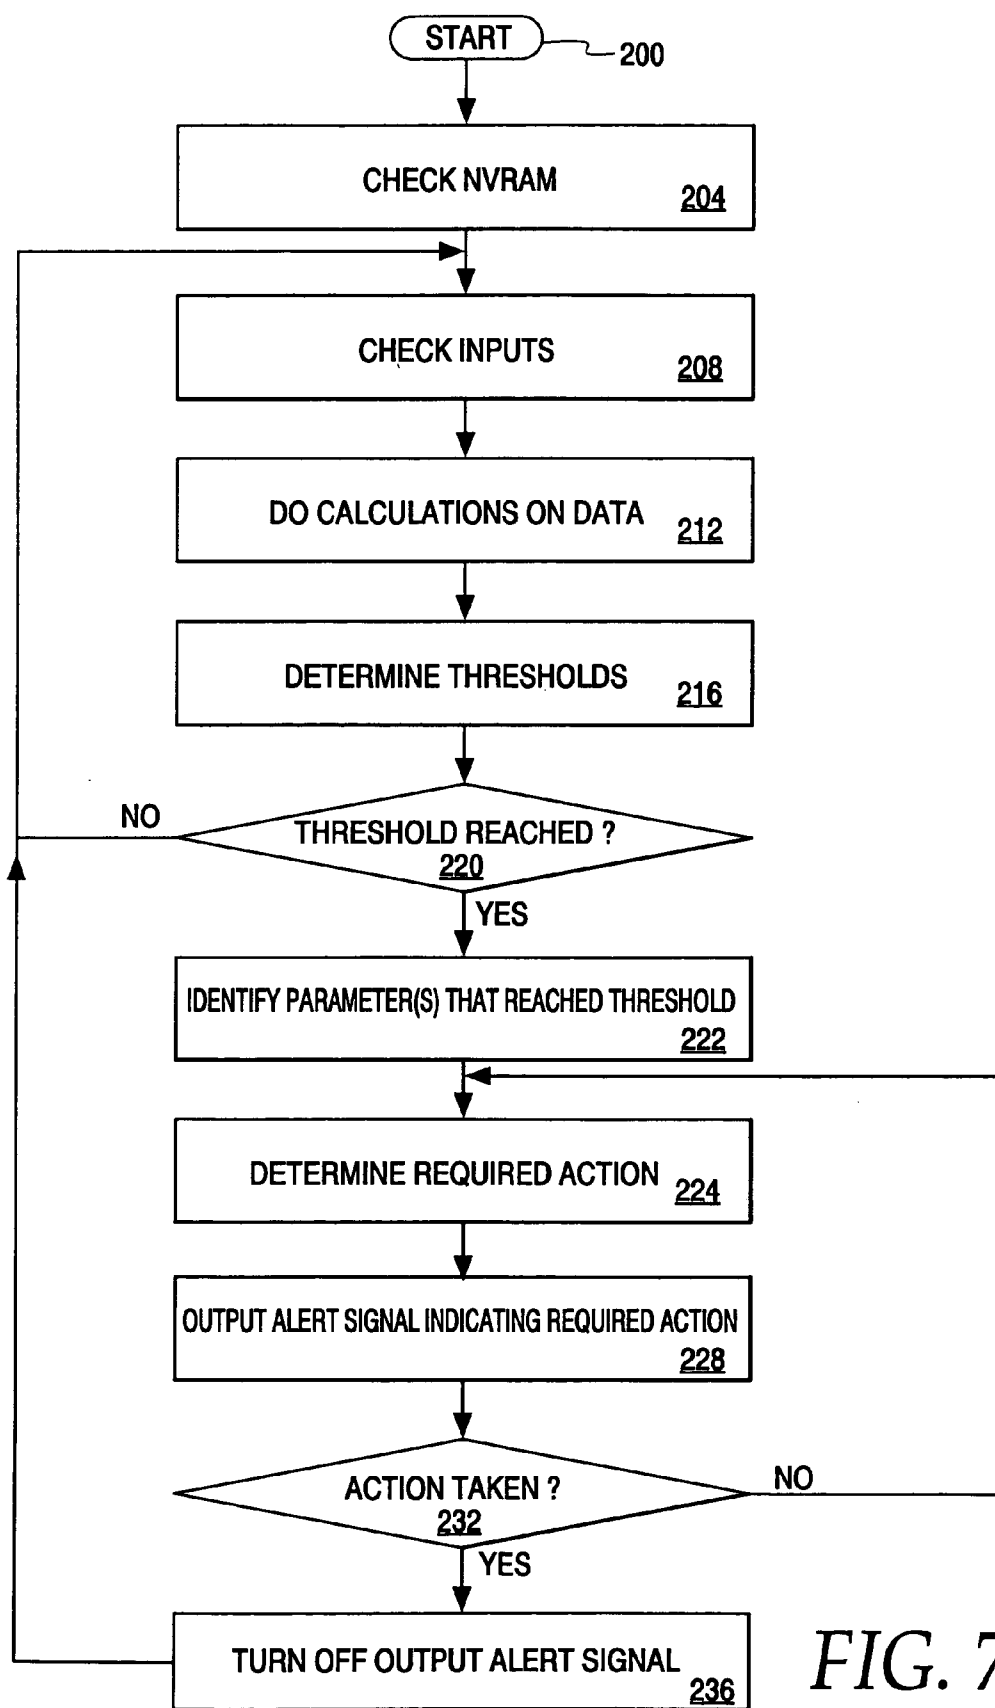 START
200
CHECK NVRAM
204
CHECK INPUTS
208
DO CALCULATIONS ON DATA
212
DETERMINE THRESHOLDS
216
NO
THRESHOLD REACHED ?
220
YES
IDENTIFY PARAMETER(S) THAT REACHED THRESHOLD
222
DETERMINE REQUIRED ACTION
224
OUTPUT ALERT SIGNAL INDICATING REQUIRED ACTION
228
ACTION TAKEN ?
232
NO
YES
TURN OFF OUTPUT ALERT SIGNAL
236
FIG. 7